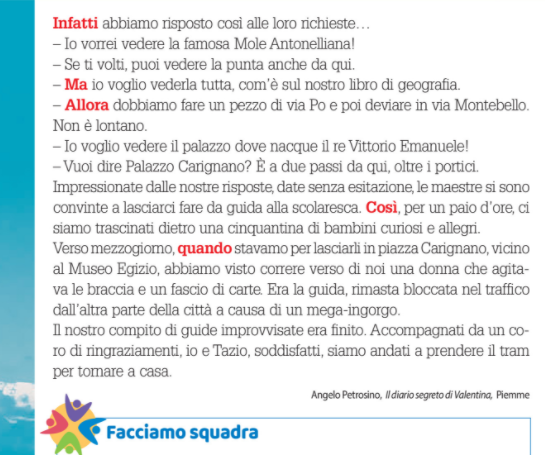 Infatti abbiamo risposto così alle loro richieste…
– Io vorrei vedere la famosa Mole Antonelliana!
– Se ti volti, puoi vedere la punta anche da qui.
– Ma io voglio vederla tutta, com’è sul nostro libro di geografia.
– Allora dobbiamo fare un pezzo di via Po e poi deviare in via Montebello.
Non è lontano.
– Io voglio vedere il palazzo dove nacque il re Vittorio Emanuele!
– Vuoi dire Palazzo Carignano? È a due passi da qui, oltre i portici.
Impressionate dalle nostre risposte, date senza esitazione, le maestre si sono
convinte a lasciarci fare da guida alla scolaresca. Così, per un paio d’ore, ci
siamo trascinati dietro una cinquantina di bambini curiosi e allegri.
Verso mezzogiorno, quando stavamo per lasciarli in piazza Carignano, vicino
al Museo Egizio, abbiamo visto correre verso di noi una donna che agita-
va le braccia e un fascio di carte. Era la guida, rimasta bloccata nel traffico
dall’altra parte della città a causa di un mega-ingorgo.
Il nostro compito di guide improvvisate era finito. Accompagnati da un co-
ro di ringraziamenti, io e Tazio, soddisfatti, siamo andati a prendere il tram
per tornare a casa.
Angelo Petrosino, Il diario segreto di Valentina, Piemme
Facciamo squadra